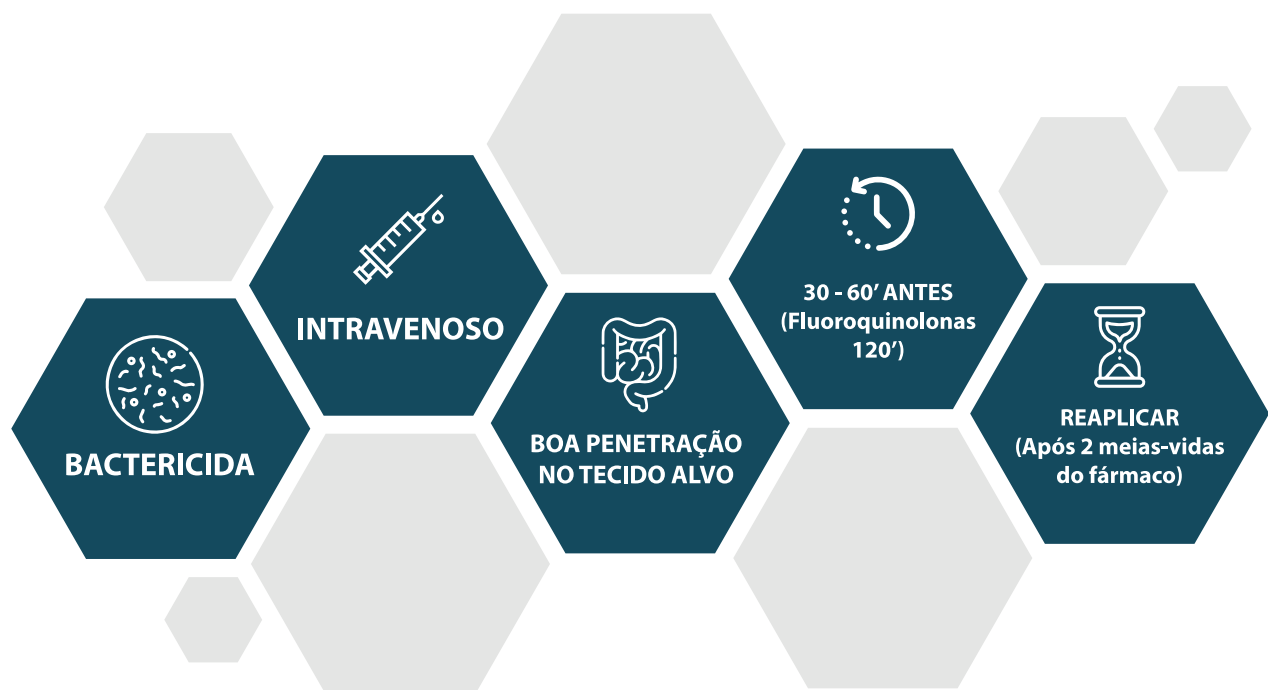 BACTERICIDA
INTRAVENOSO
BOA PENETRAÇÃO
NO TECIDO ALVO
30 - 60’ ANTES
(Fluoroquinolonas
120’)
REAPLICAR
(Após 2 meias-vidas
do fármaco)